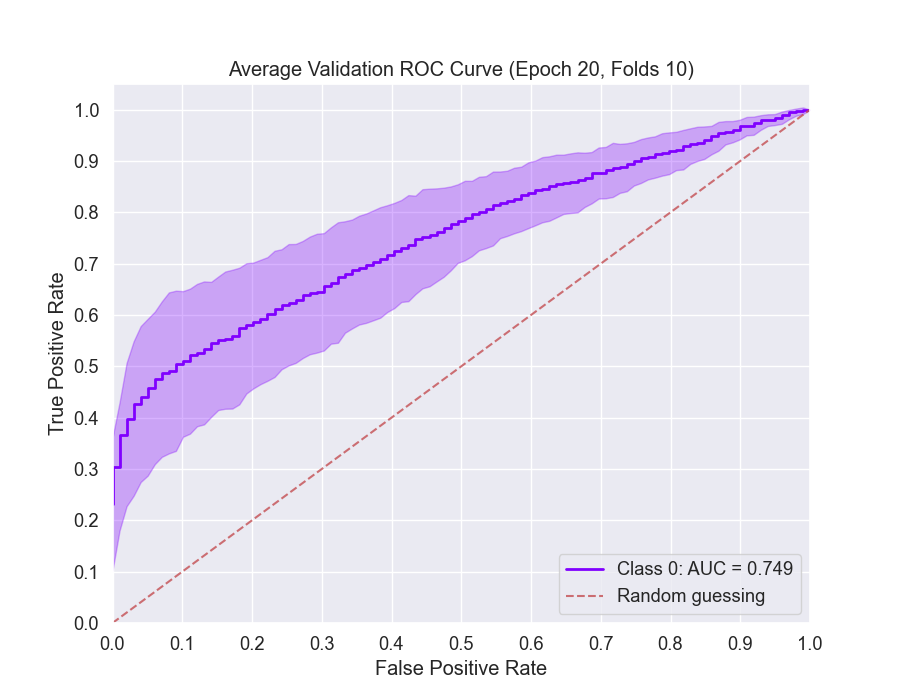 Average Validation ROC Curve (Epoch 20, Folds 10)
True Positive Rate
1.0
0.9
0.8
0.7
0.6
0.5
0.4
0.3
0.2
0.1
0.0
Class 0: AUC = 0.749
Random guessing
0.0 0.1 0.2 0.3 0.4 0.5 0.6 0.7 0.8 0.9 1.0
False Positive Rate